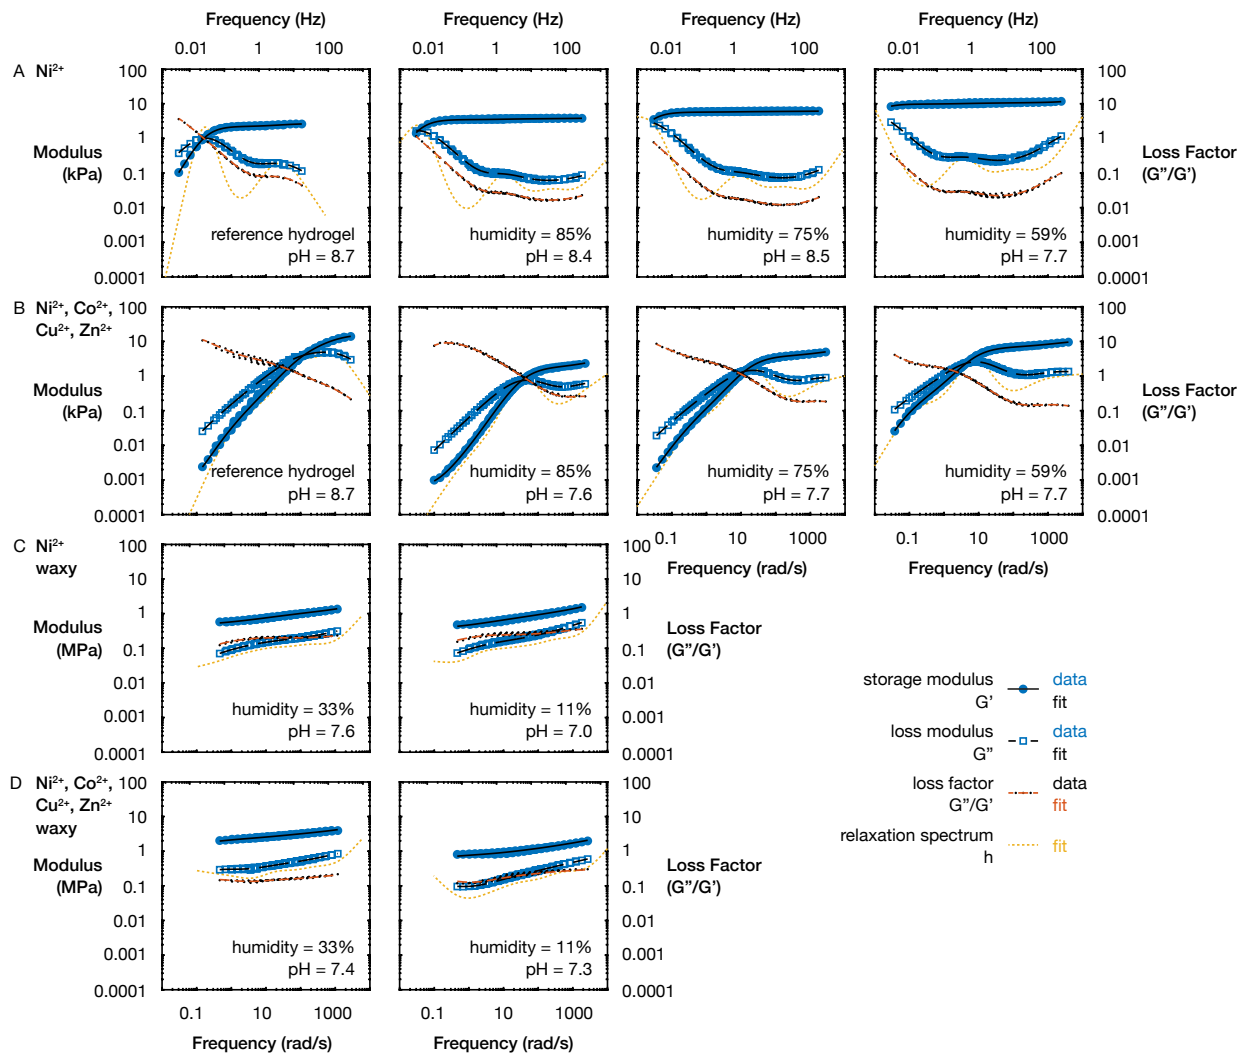 Frequency (Hz) Frequency (Hz) Frequency (Hz) Frequency (Hz)
0.01 1 100 0.01 1 100 0.01 1 100 0.01 1 100
A Ni²⁺
100
10
1
0.1
0.01
0.001
0.0001
Modulus
(kPa)
reference hydrogel
pH = 8.7
humidity = 85%
pH = 8.4
humidity = 75%
pH = 8.5
humidity = 59%
pH = 7.7
100
10
1
0.1
0.01
0.001
0.0001
Loss Factor
(G”/G’)
B Ni²⁺, Co²⁺,
Cu²⁺, Zn²⁺
100
10
1
0.1
0.01
0.001
0.0001
Modulus
(kPa)
reference hydrogel
pH = 8.7
humidity = 85%
pH = 7.6
humidity = 75%
pH = 7.7
humidity = 59%
pH = 7.7
100
10
1
0.1
0.01
0.001
0.0001
Loss Factor
(G”/G’)
0.1 10 1000 0.1 10 1000
Frequency (rad/s) Frequency (rad/s)
C Ni²⁺
waxy
100
10
1
0.1
0.01
0.001
0.0001
Modulus
(MPa)
humidity = 33%
pH = 7.6
humidity = 11%
pH = 7.0
100
10
1
0.1
0.01
0.001
0.0001
Loss Factor
(G”/G’)
D Ni²⁺, Co²⁺,
Cu²⁺, Zn²⁺
waxy
100
10
1
0.1
0.01
0.001
0.0001
Modulus
(MPa)
humidity = 33%
pH = 7.4
humidity = 11%
pH = 7.3
100
10
1
0.1
0.01
0.001
0.0001
Loss Factor
(G”/G’)
0.1 10 1000 0.1 10 1000
Frequency (rad/s) Frequency (rad/s)
storage modulus data
G’ fit
loss modulus data
G” fit
loss factor data
G”/G’ fit
relaxation spectrum fit
h